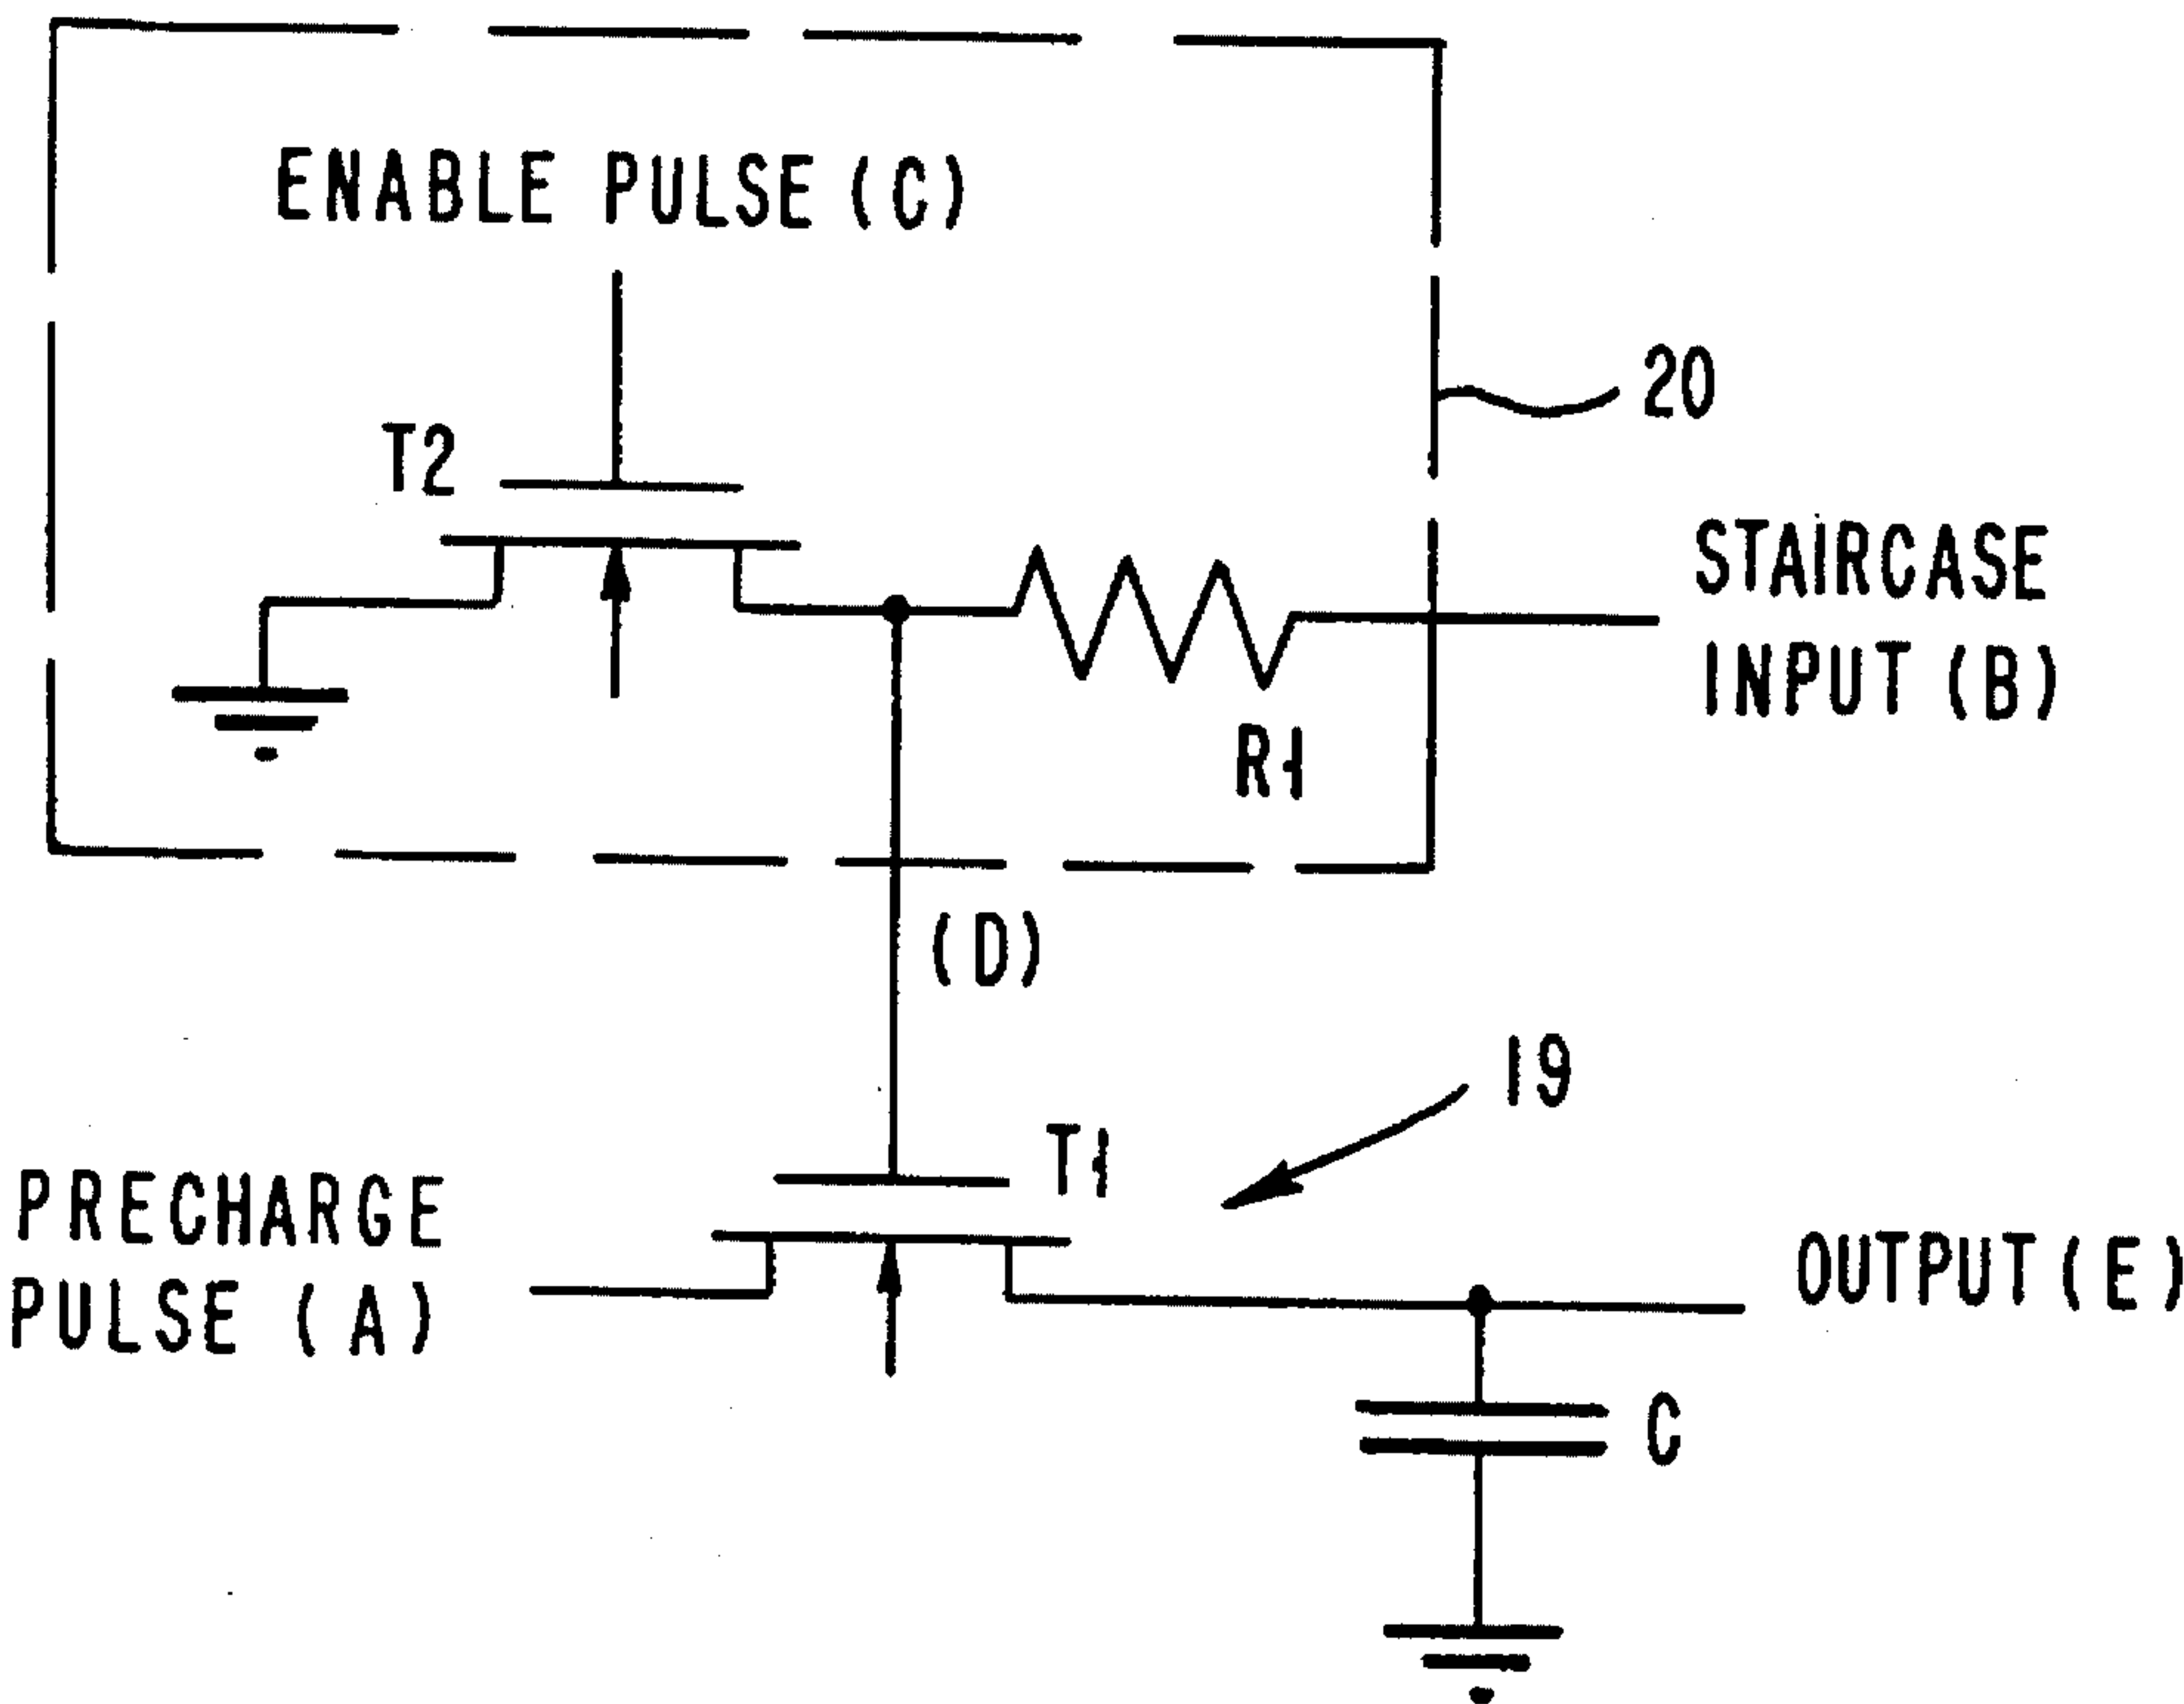 ENABLE PULSE (C)
T2
20
STAIRCASE
INPUT (B)
R1
(D)
19
T1
PRECHARGE
PULSE (A)
OUTPUT (E)
C